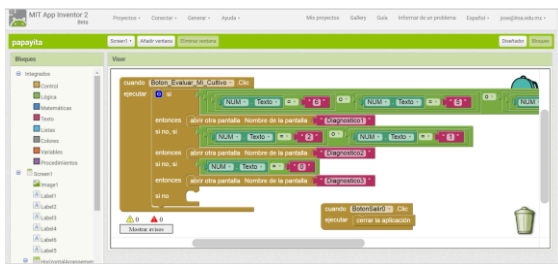 MIT App Inventor 2
Beta
Proyectos Conectar Generar Ayuda Mis proyectos Gallery Guía Informar de un problema Español
papayita Screen1 Añadir ventana Eliminar ventana Diseñador Bloques
Bloques Visor
Integrados
Control
Lógica
Matemáticas
Texto
Listas
Colores
Variables
Procedimientos
Screen1
Image1
Label1
Label2
Label3
Label4
Label6
Label5
cuando Boton_Evaluar_Mi_Cultivo Clic
ejecutar si
NUM Texto = o NUM Texto = o NUM
entonces abrir otra pantalla Nombre de la pantalla " Diagnostico1 "
si no, si NUM Texto = o NUM Texto =
entonces abrir otra pantalla Nombre de la pantalla " Diagnostico2 "
si no, si NUM Texto =
entonces abrir otra pantalla Nombre de la pantalla " Diagnostico3 "
si no
cuando BotonSalir0 Clic
ejecutar cerrar la aplicación
0 0
Mostrar avisos